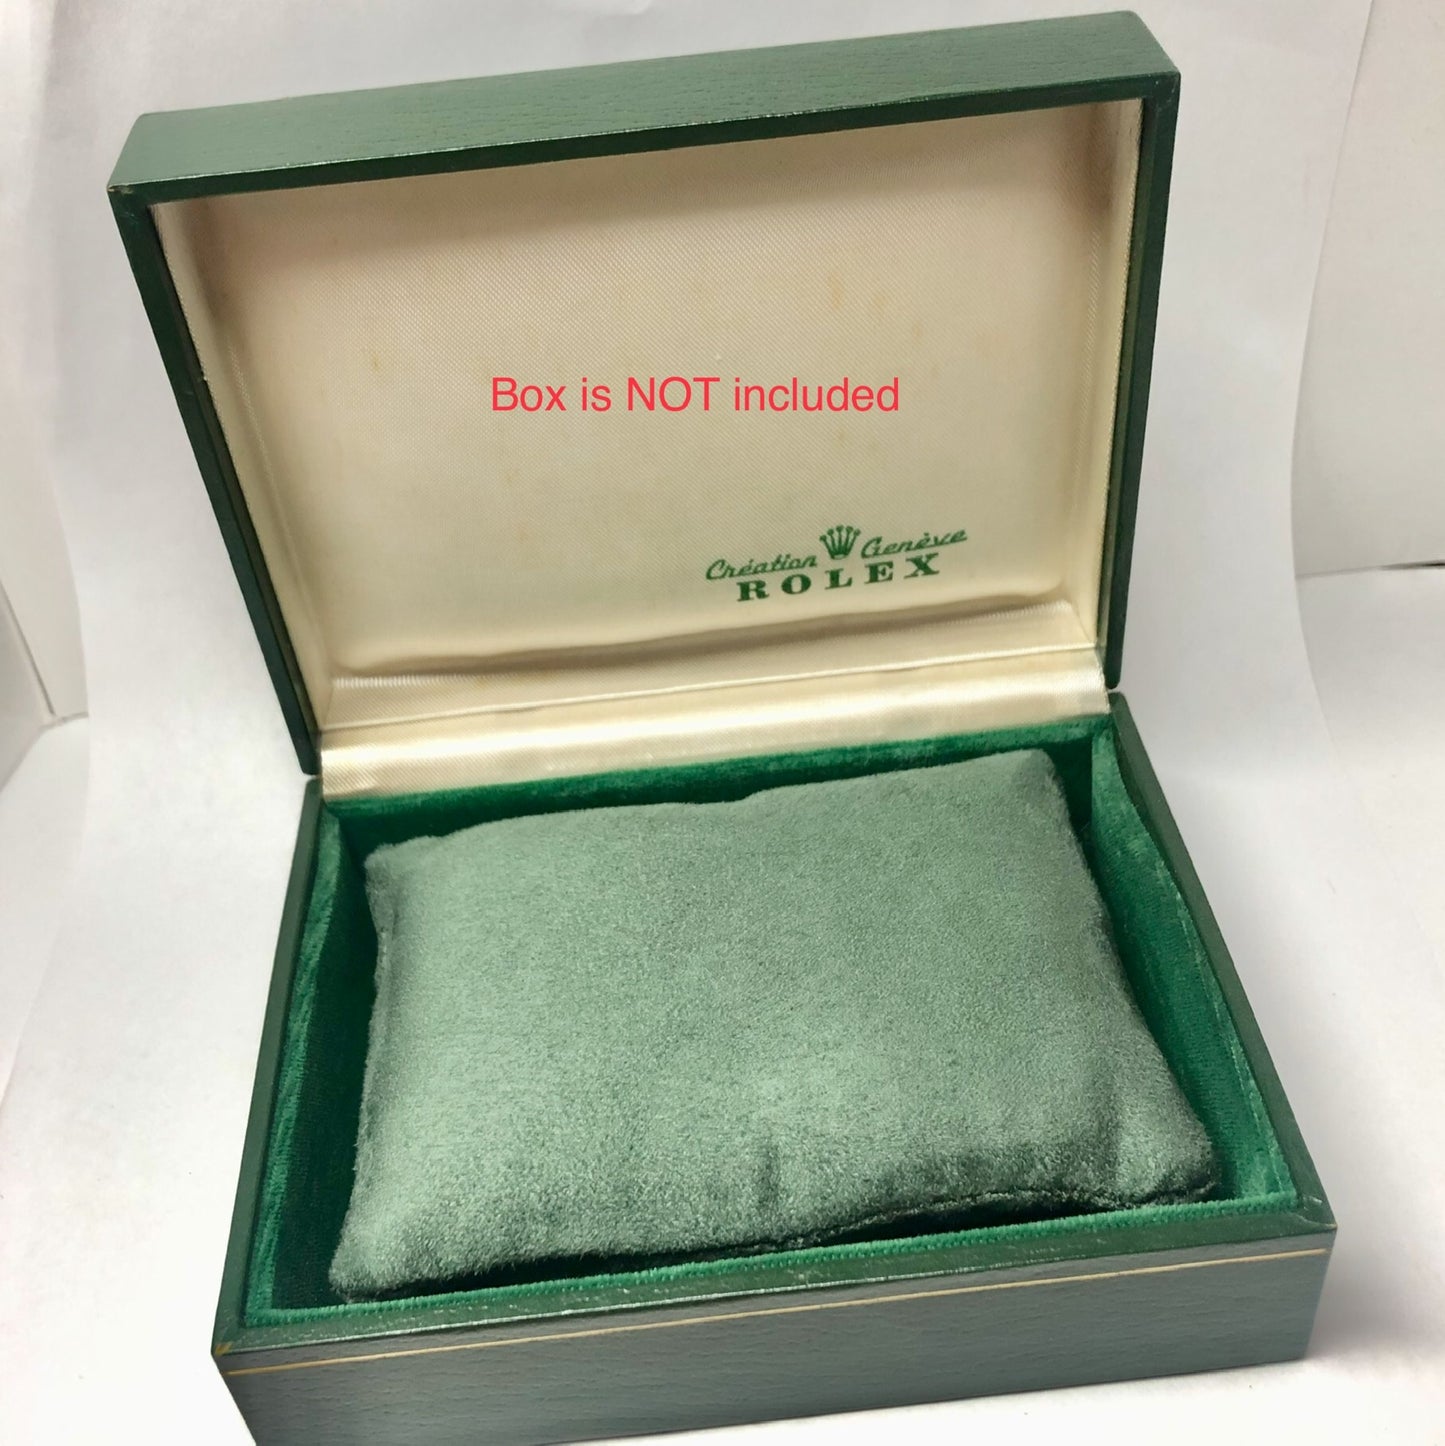 Box is NOT included
Création Genève
ROLEX